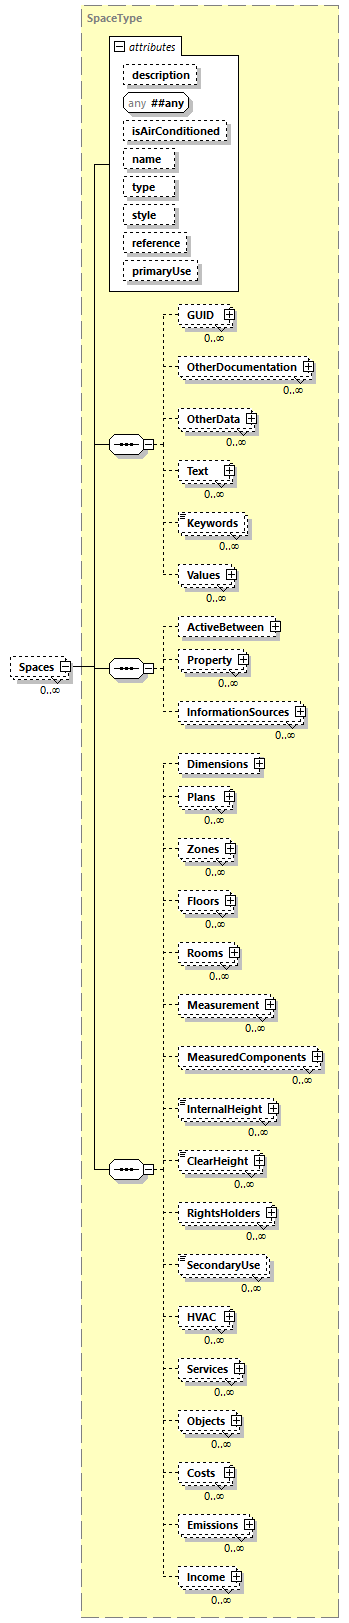 SpaceType
attributes
description
any ##any
isAirConditioned
name
type
style
reference
primaryUse
GUID
0..∞
OtherDocumentation
0..∞
OtherData
0..∞
Text
0..∞
Keywords
0..∞
Values
0..∞
ActiveBetween
Spaces
0..∞
Property
0..∞
InformationSources
0..∞
Dimensions
Plans
0..∞
Zones
0..∞
Floors
0..∞
Rooms
0..∞
Measurement
0..∞
MeasuredComponents
0..∞
InternalHeight
0..∞
ClearHeight
0..∞
RightsHolders
0..∞
SecondaryUse
0..∞
HVAC
0..∞
Services
0..∞
Objects
0..∞
Costs
0..∞
Emissions
0..∞
Income
0..∞